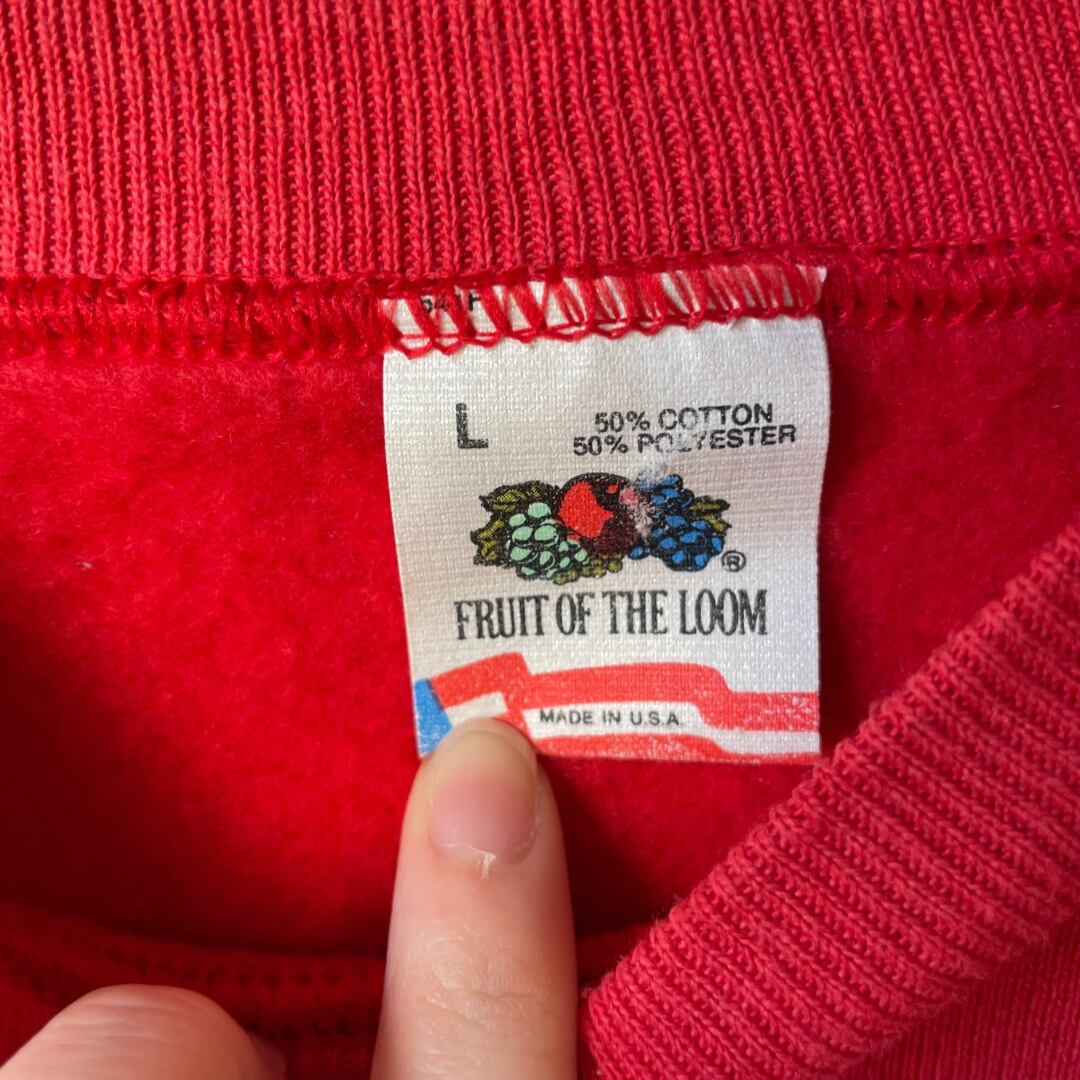 L
50% COTTON
50% POLYESTER
®
FRUIT OF THE LOOM
MADE IN U.S.A.